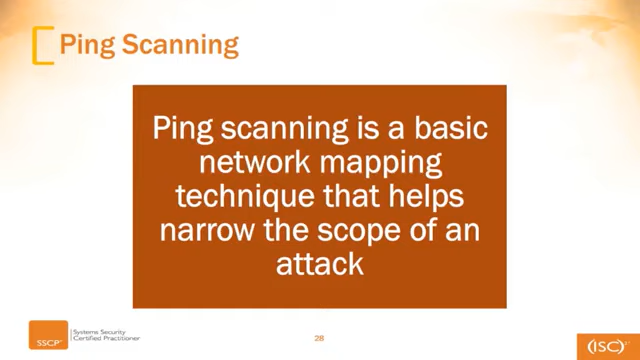 Ping Scanning
Ping scanning is a basic
network mapping
technique that helps
narrow the scope of an
attack
SSCP
Systems Security
Certified Practitioner
28
(ISC)²